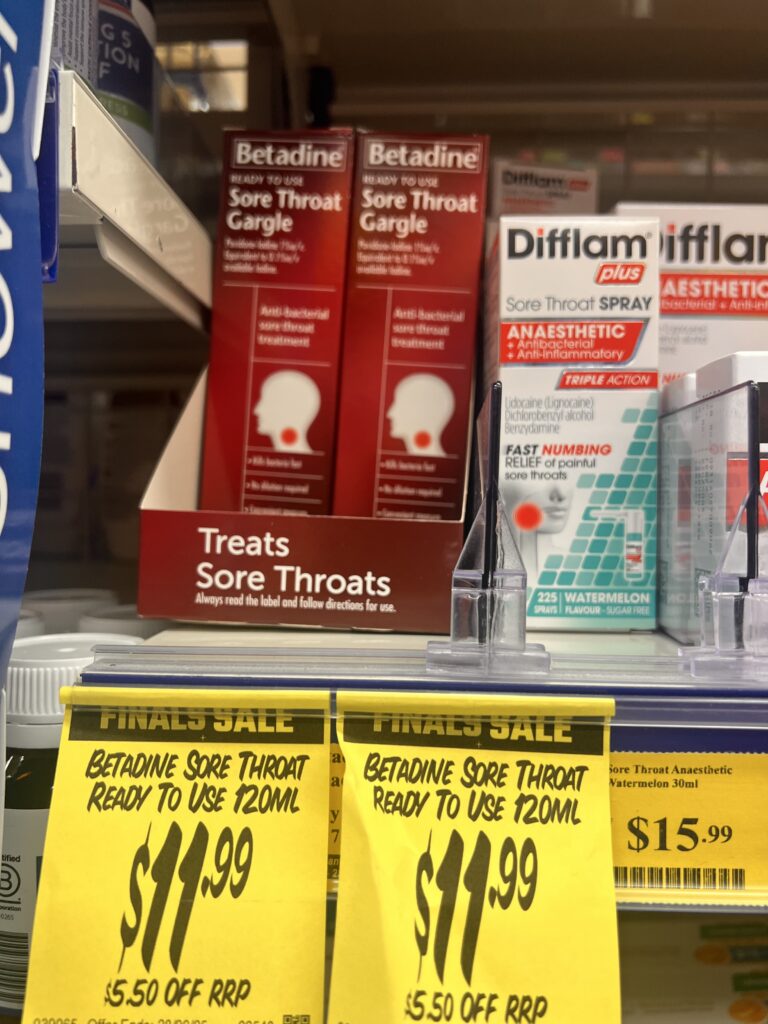 Betadine
READY TO USE
Sore Throat
Gargle
Anti-bacterial
sore throat
treatment
Betadine
READY TO USE
Sore Throat
Gargle
Anti-bacterial
sore throat
treatment
Treats
Sore Throats
Always read the label and follow directions for use.
Difflam
plus
Difflam
plus
Sore Throat SPRAY
ANAESTHETIC
+ Antibacterial
+ Anti-inflammatory
TRIPLE ACTION
Lidocaine (Lignocaine)
Dichlorobenzyl alcohol
Benzydamine
FAST NUMBING
RELIEF of painful
sore throats
225 WATERMELON
SPRAYS FLAVOUR - SUGAR FREE
FINALS SALE
BETADINE SORE THROAT
READY TO USE 120ML
$11.99
$5.50 OFF RRP
FINALS SALE
BETADINE SORE THROAT
READY TO USE 120ML
$11.99
$5.50 OFF RRP
Sore Throat Anaesthetic
Watermelon 30ml
$15.99